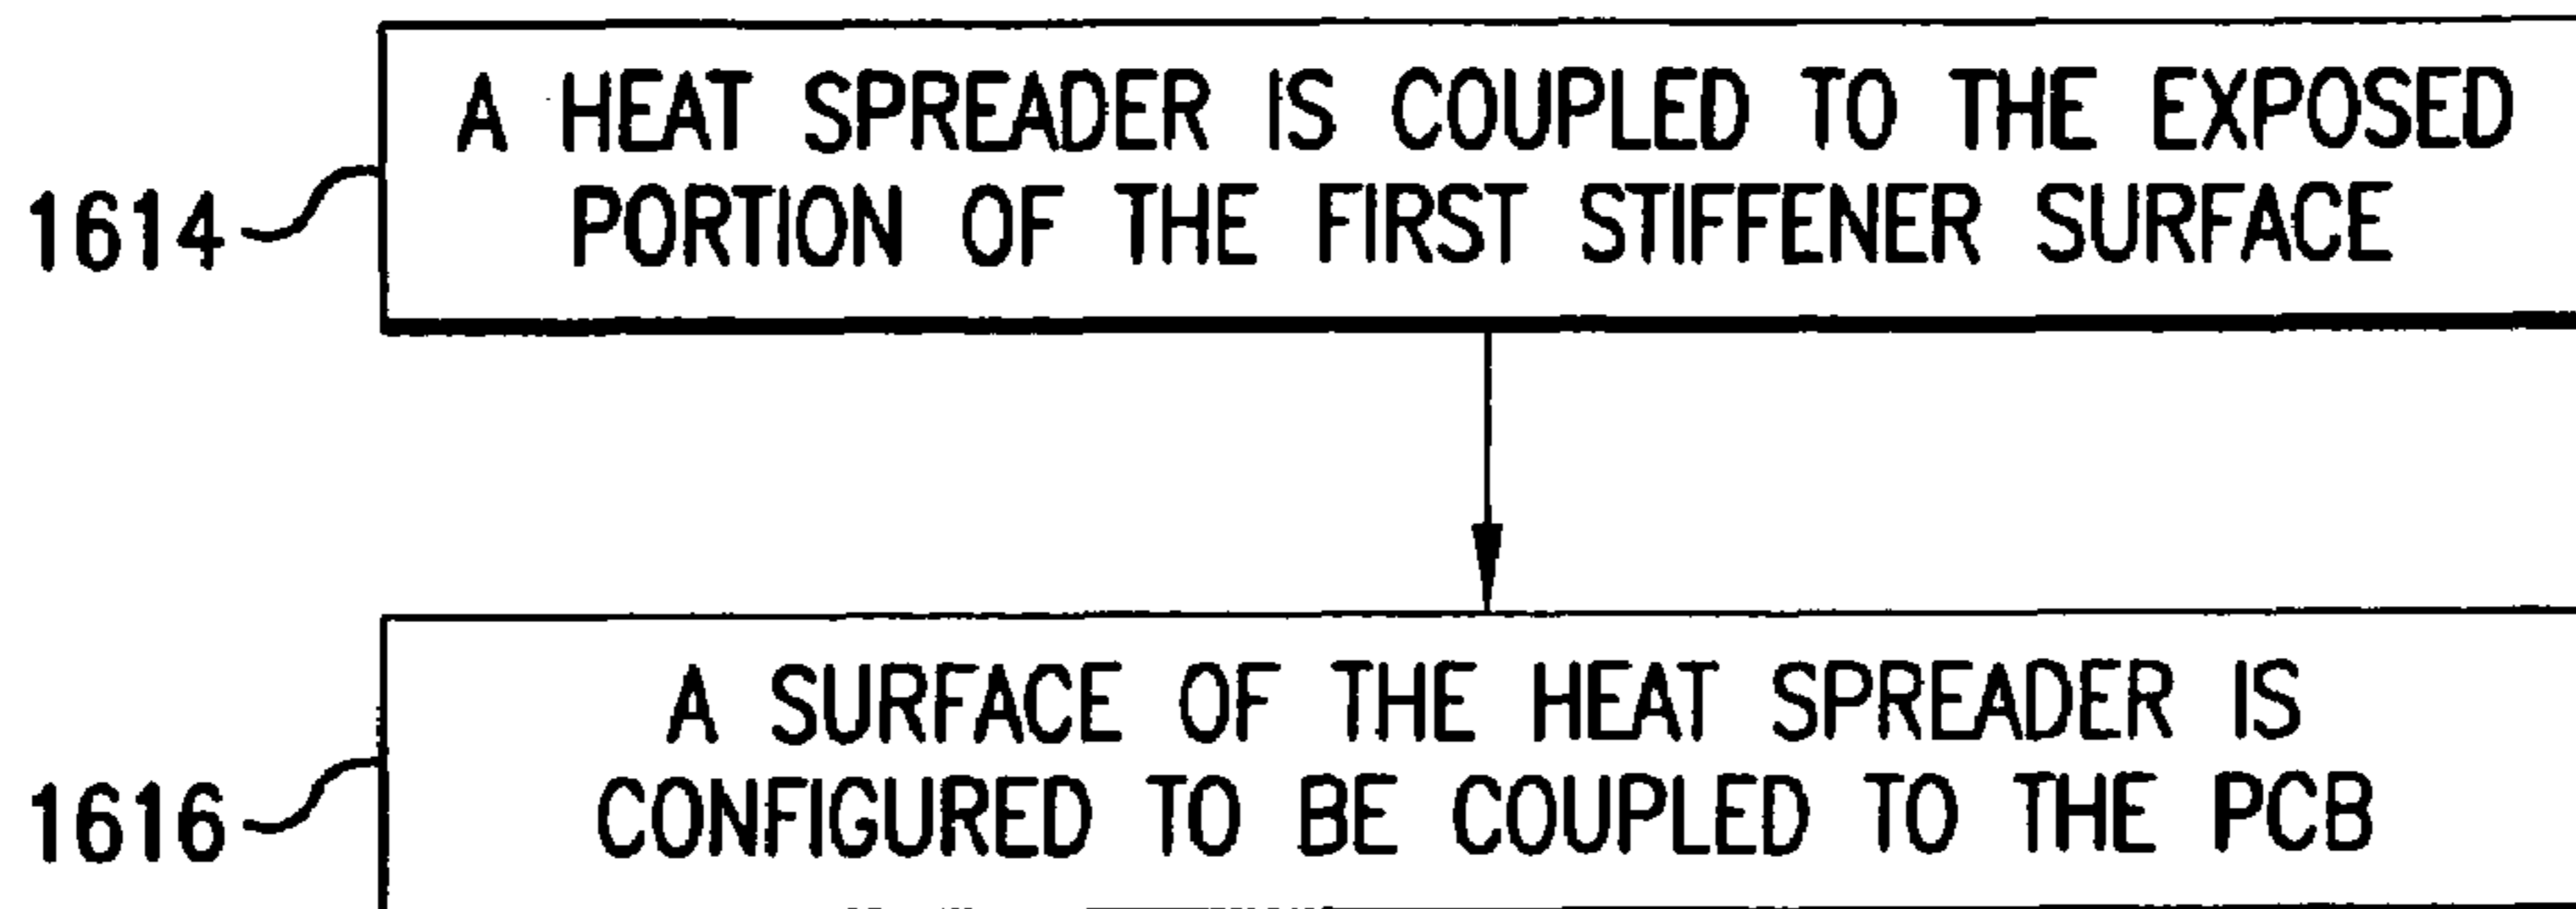 A HEAT SPREADER IS COUPLED TO THE EXPOSED
PORTION OF THE FIRST STIFFENER SURFACE
1614
A SURFACE OF THE HEAT SPREADER IS
CONFIGURED TO BE COUPLED TO THE PCB
1616